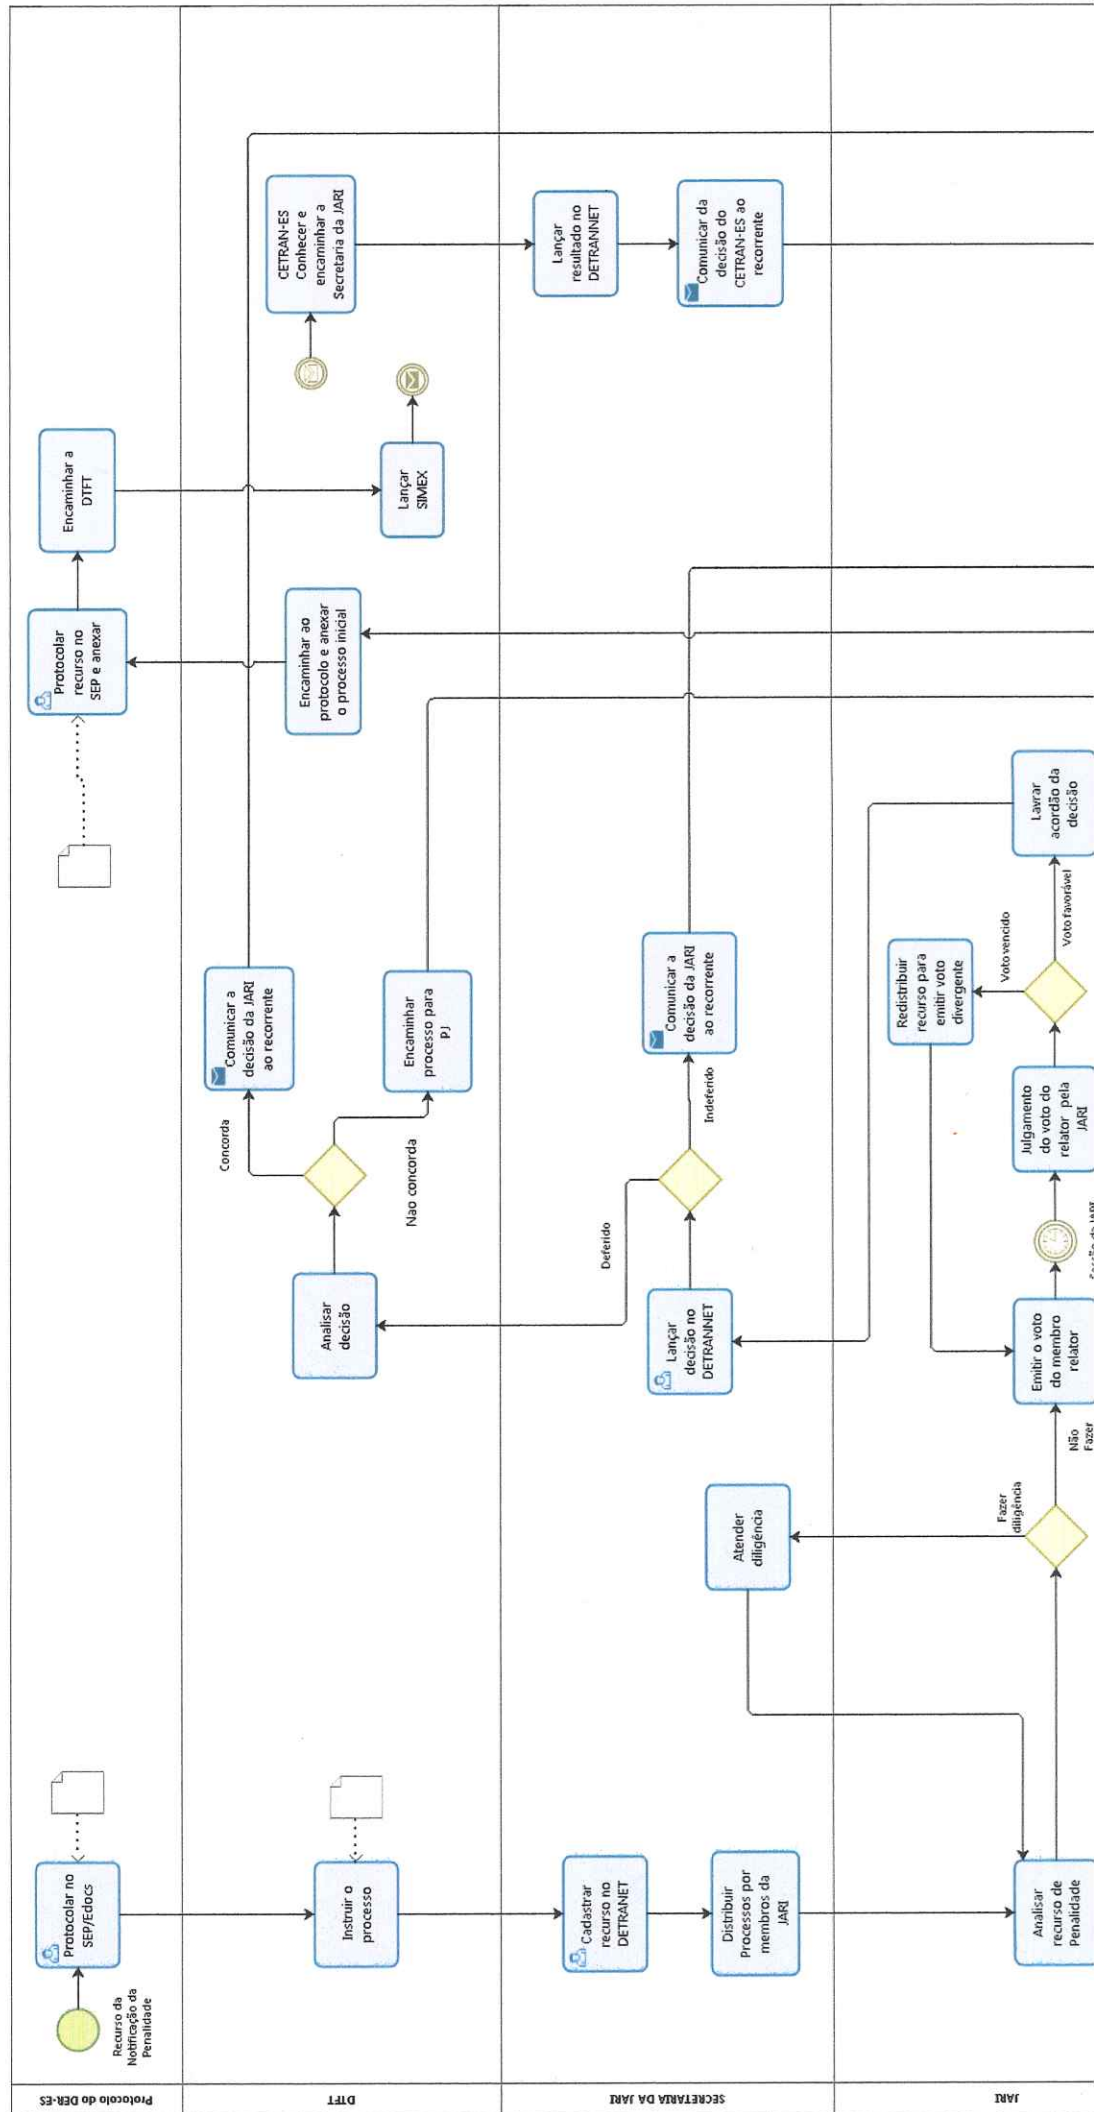 Protocolo do DER-ES
Recurso da
Notificação da
Penalidade
Protocolar no
SEP/Edocs
Protocolar
recurso no
SEP e anexar
Encaminhar a
DTFT
DTFT
Instruir o
processo
Analisar
decisão
Concorda
Nao concorda
Comunicar a
decisão da JARI
ao recorrente
Encaminhar
processo para
PJ
Encaminhar ao
protocolo e anexar
o processo inicial
Lançar
SIMEX
CETRAN-ES
Conhecer e
encaminhar a
Secretaria da JARI
SECRETARIA DA JARI
Cadastrar
recurso no
DETRANET
Distribuir
Processos por
membros da
JARI
Atender
diligência
Lançar
decisão no
DETRANNET
Deferido
Indeferido
Comunicar a
decisão da JARI
ao recorrente
Lançar
resultado no
DETRANNET
Comunicar da
decisão do
CETRAN-ES ao
recorrente
JARI
Analisar
recurso de
Penalidade
Fazer
diligência
Não
Fazer
Emitir o voto
do membro
relator
Julgamento
do voto do
relator pela
JARI
Redistribuir
recurso para
emitir voto
divergente
Voto vencido
Voto favorável
Lavrar
acordão da
decisão